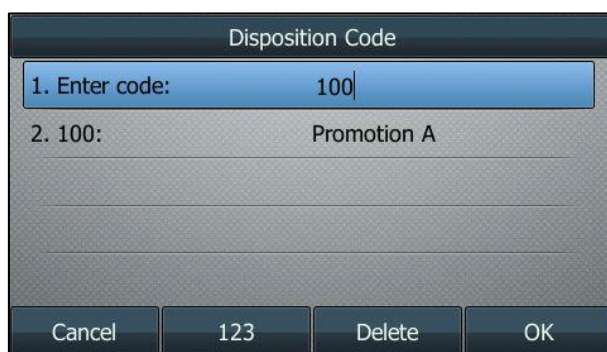 Disposition Code
1. Enter code: 100
2. 100: Promotion A
Cancel 123 Delete OK